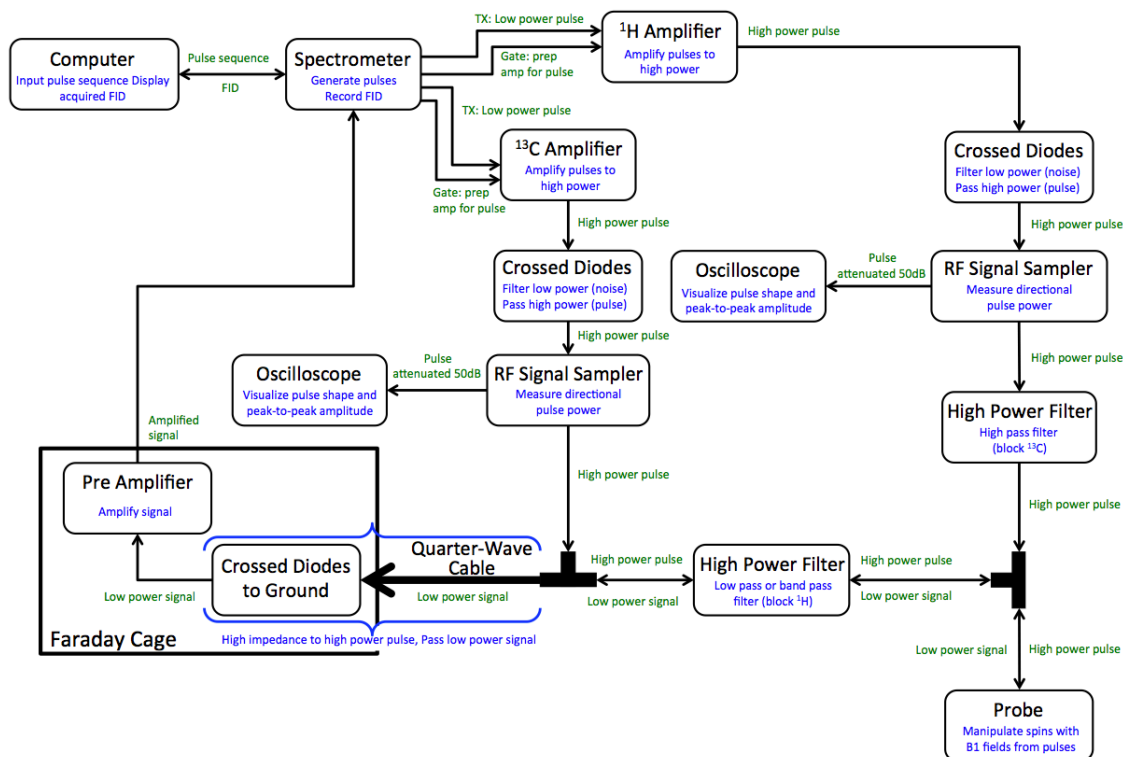 Computer
Input pulse sequence Display
acquired FID
Pulse sequence
FID
Spectrometer
Generate pulses
Record FID
TX: Low power pulse
Gate: prep
amp for pulse
¹H Amplifier
Amplify pulses to
high power
High power pulse
TX: Low power pulse
Gate: prep
amp for pulse
¹³C Amplifier
Amplify pulses to
high power
High power pulse
Crossed Diodes
Filter low power (noise)
Pass high power (pulse)
High power pulse
Crossed Diodes
Filter low power (noise)
Pass high power (pulse)
High power pulse
Oscilloscope
Visualize pulse shape and
peak-to-peak amplitude
Pulse
attenuated 50dB
RF Signal Sampler
Measure directional
pulse power
High power pulse
Oscilloscope
Visualize pulse shape and
peak-to-peak amplitude
Pulse
attenuated 50dB
RF Signal Sampler
Measure directional
pulse power
High power pulse
High Power Filter
High pass filter
(block ¹³C)
High power pulse
Amplified
signal
Pre Amplifier
Amplify signal
Low power signal
Crossed Diodes
to Ground
Quarter-Wave
Cable
Low power signal
High impedance to high power pulse, Pass low power signal
Faraday Cage
High power pulse
Low power signal
High Power Filter
Low pass or band pass
filter (block ¹H)
High power pulse
Low power signal
Low power signal
High power pulse
Probe
Manipulate spins with
B1 fields from pulses